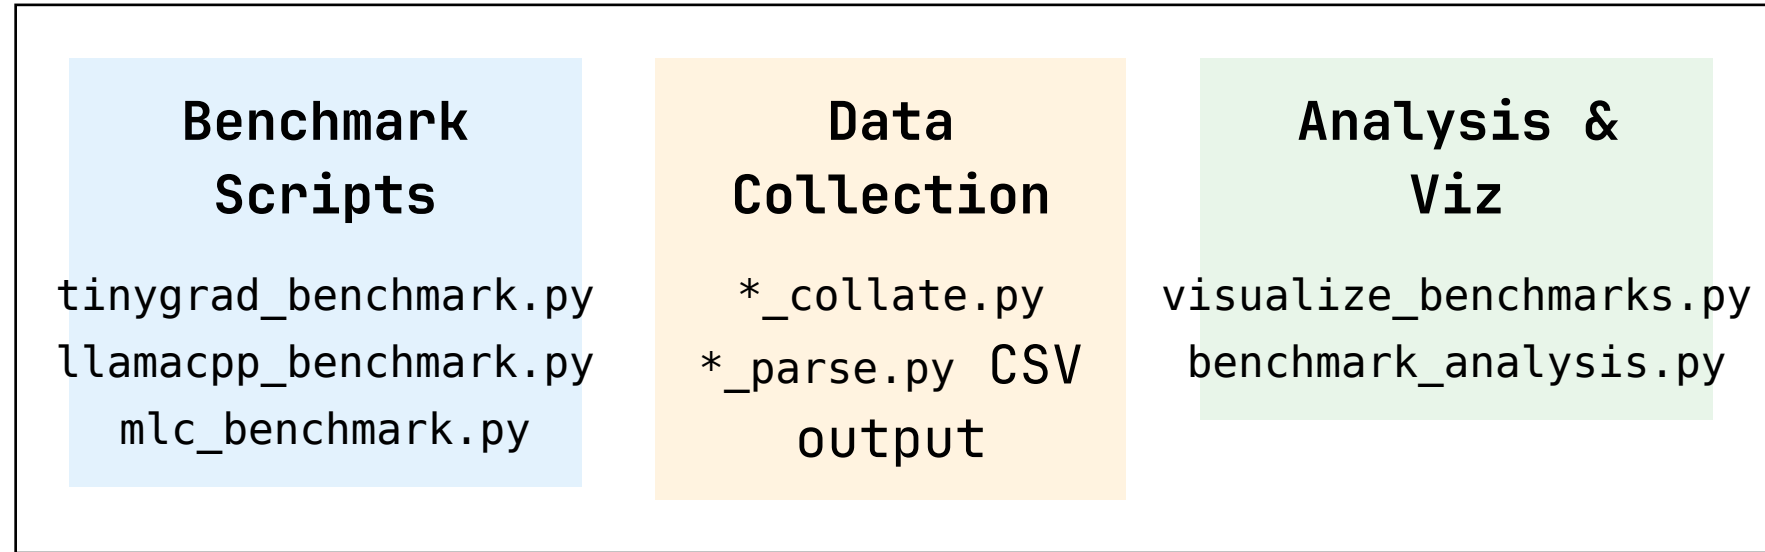 Benchmark
Scripts
tinygrad_benchmark.py
llamacpp_benchmark.py
mlc_benchmark.py
Data
Collection
*_collate.py
*_parse.py CSV
output
Analysis &
Viz
visualize_benchmarks.py
benchmark_analysis.py